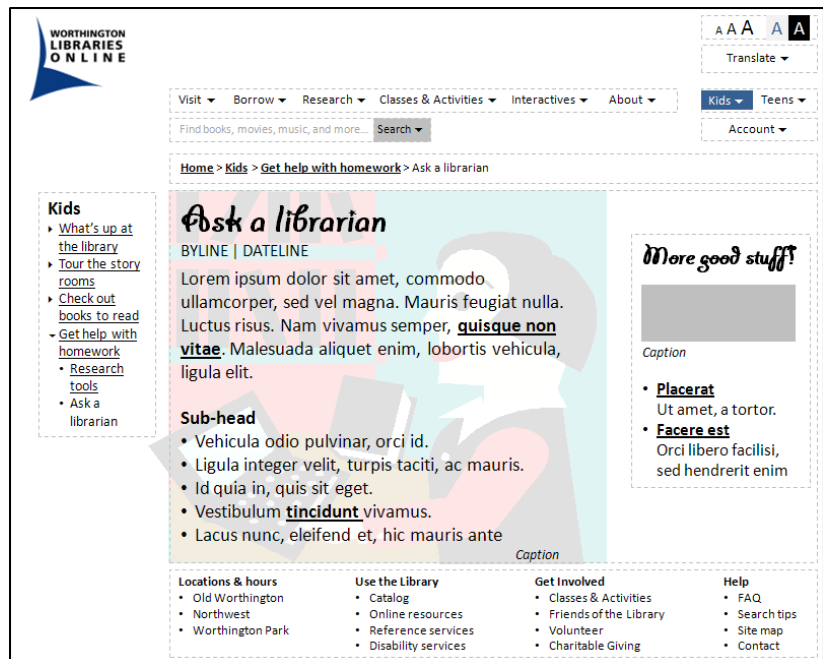 WORTHINGTON
LIBRARIES
ONLINE
A A A A A
Translate
Visit Borrow Research Classes & Activities Interactives About
Kids Teens
Find books, movies, music, and more... Search
Account
Home > Kids > Get help with homework > Ask a librarian
Kids
What's up at
the library
Tour the story
rooms
Check out
books to read
Get help with
homework
• Research
tools
• Ask a
librarian
Ask a librarian
BYLINE | DATELINE
Lorem ipsum dolor sit amet, commodo
ullamcorper, sed vel magna. Mauris feugiat nulla.
Luctus risus. Nam vivamus semper, quisque non
vitae. Malesuada aliquet enim, lobortis vehicula,
ligula elit.
Sub-head
• Vehicula odio pulvinar, orci id.
• Ligula integer velit, turpis taciti, ac mauris.
• Id quia in, quis sit eget.
• Vestibulum tincidunt vivamus.
• Lacus nunc, eleifend et, hic mauris ante
Caption
More good stuff!
Caption
• Placerat
Ut amet, a tortor.
• Facere est
Orci libero facilisi,
sed hendrerit enim
Locations & hours
• Old Worthington
• Northwest
• Worthington Park
Use the Library
• Catalog
• Online resources
• Reference services
• Disability services
Get Involved
• Classes & Activities
• Friends of the Library
• Volunteer
• Charitable Giving
Help
• FAQ
• Search tips
• Site map
• Contact